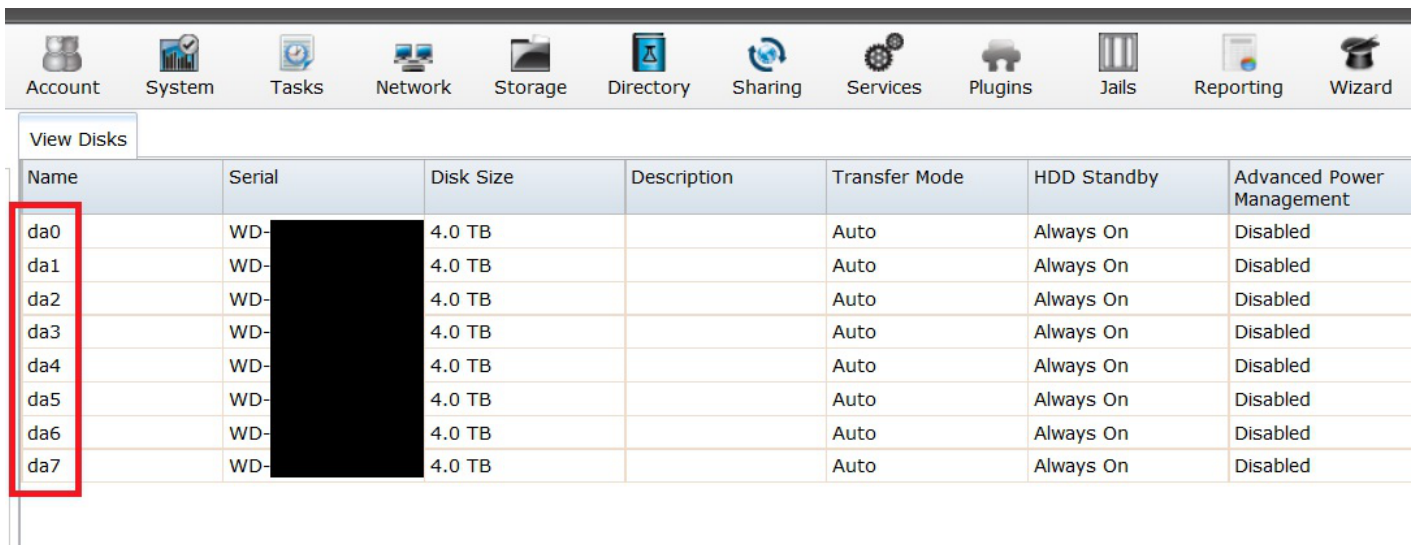 Account System Tasks Network Storage Directory Sharing Services Plugins Jails Reporting Wizard
View Disks
Name Serial Disk Size Description Transfer Mode HDD Standby Advanced Power
Management
da0 WD- 4.0 TB Auto Always On Disabled
da1 WD- 4.0 TB Auto Always On Disabled
da2 WD- 4.0 TB Auto Always On Disabled
da3 WD- 4.0 TB Auto Always On Disabled
da4 WD- 4.0 TB Auto Always On Disabled
da5 WD- 4.0 TB Auto Always On Disabled
da6 WD- 4.0 TB Auto Always On Disabled
da7 WD- 4.0 TB Auto Always On Disabled